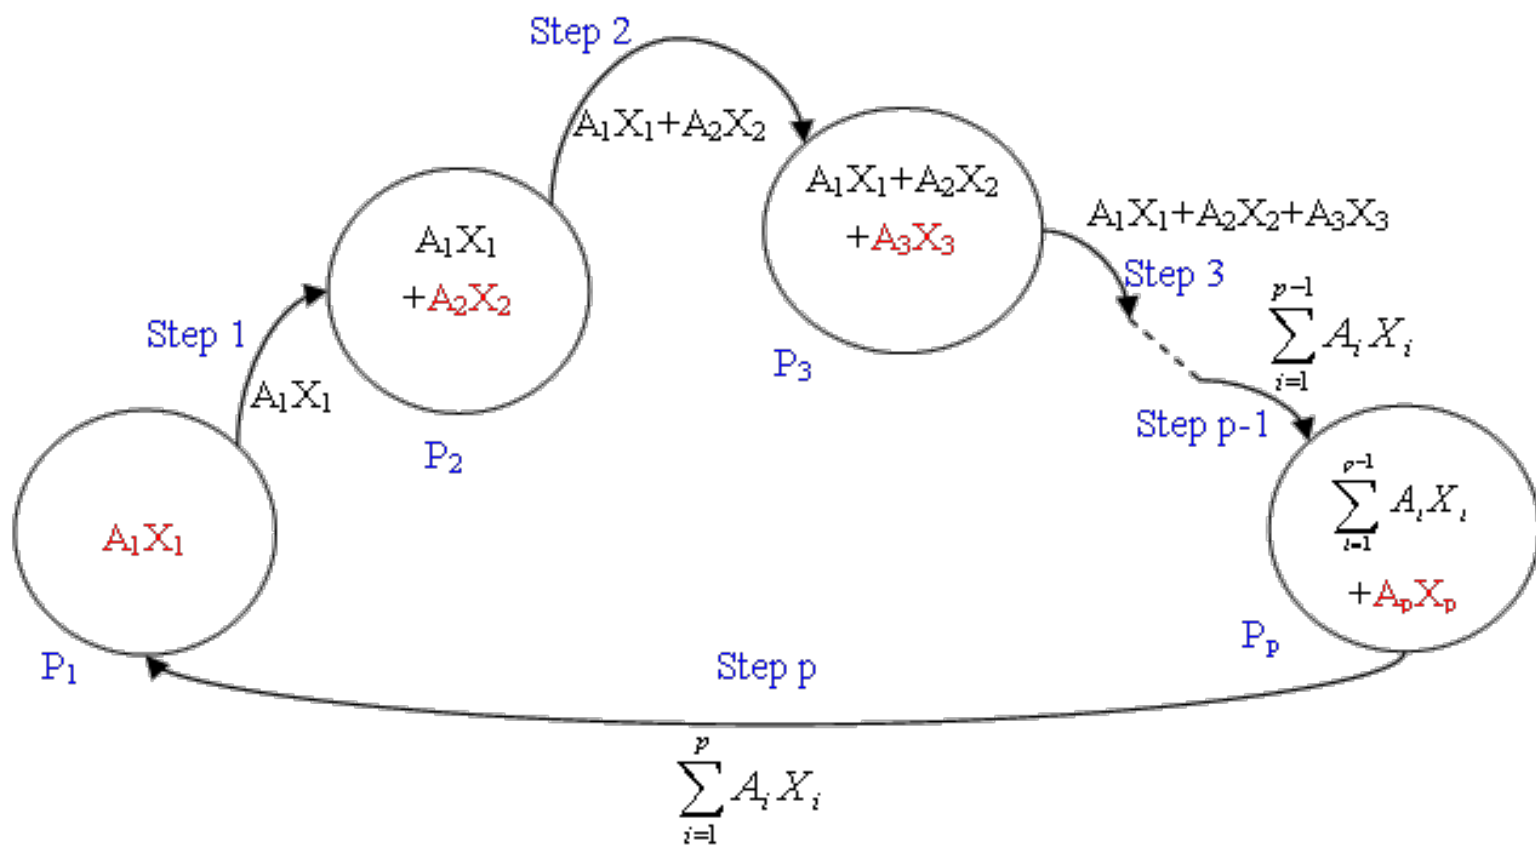 Step 2
A₁X₁+A₂X₂
A₁X₁+A₂X₂
+A₃X₃
P₃
A₁X₁+A₂X₂+A₃X₃
Step 3
A₁X₁
+A₂X₂
P₂
Step 1
A₁X₁
A₁X₁
P₁
p-1
∑ AᵢXᵢ
i=1
Step p-1
p-1
∑ AᵢXᵢ
i=1
+AₚXₚ
Pₚ
Step p
p
∑ AᵢXᵢ
i=1